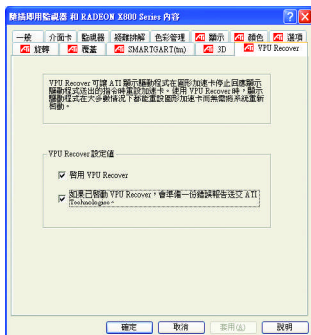 隨插即用監視器 和 RADEON X800 Series 內容
一般 介面卡 監視器 疑難排解 色彩管理 顯示 顏色 選項
旋轉 覆蓋 SMARTGART(tm) 3D VPU Recover
VPU Recover 可讓 ATI 顯示驅動程式在圖形加速卡停止回應顯示
驅動程式送出的指令時重設加速卡。使用 VPU Recover 時，顯示
驅動程式在大多數情況下都能重設圖形加速卡而無需將系統重新
啟動。
VPU Recover 設定值
啟用 VPU Recover
如果已啟動 VPU Recover，會準備一份錯誤報告送交 ATI
Technologies。
確定 取消 套用(A) 說明